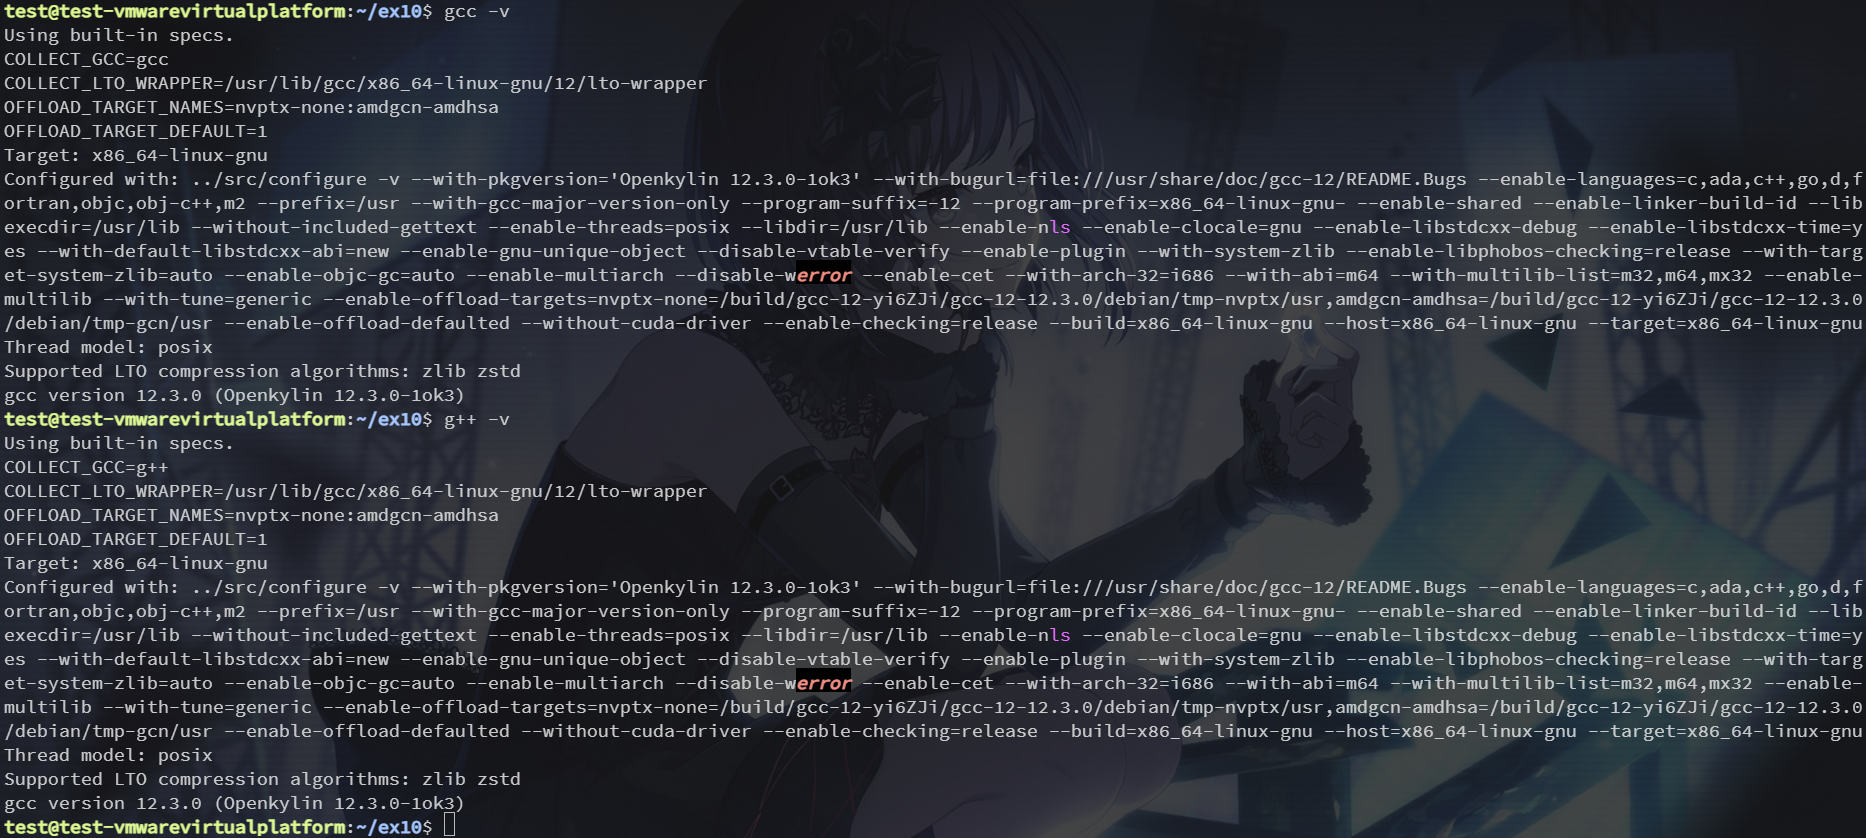 test@test-vmwarevirtualplatform:~/ex10$ gcc -v
Using built-in specs.
COLLECT_GCC=gcc
COLLECT_LTO_WRAPPER=/usr/lib/gcc/x86_64-linux-gnu/12/lto-wrapper
OFFLOAD_TARGET_NAMES=nvptx-none:amdgcn-amdhsa
OFFLOAD_TARGET_DEFAULT=1
Target: x86_64-linux-gnu
Configured with: ../src/configure -v --with-pkgversion='Openkylin 12.3.0-1ok3' --with-bugurl=file:///usr/share/doc/gcc-12/README.Bugs --enable-languages=c,ada,c++,go,d,f
ortran,objc,obj-c++,m2 --prefix=/usr --with-gcc-major-version-only --program-suffix=-12 --program-prefix=x86_64-linux-gnu- --enable-shared --enable-linker-build-id --lib
execdir=/usr/lib --without-included-gettext --enable-threads=posix --libdir=/usr/lib --enable-nls --enable-clocale=gnu --enable-libstdcxx-debug --enable-libstdcxx-time=y
es --with-default-libstdcxx-abi=new --enable-gnu-unique-object --disable-vtable-verify --enable-plugin --with-system-zlib --enable-libphobos-checking=release --with-targ
et-system-zlib=auto --enable-objc-gc=auto --enable-multiarch --disable-werror --enable-cet --with-arch-32=i686 --with-abi=m64 --with-multilib-list=m32,m64,mx32 --enable-
multilib --with-tune=generic --enable-offload-targets=nvptx-none=/build/gcc-12-yi6ZJi/gcc-12-12.3.0/debian/tmp-nvptx/usr,amdgcn-amdhsa=/build/gcc-12-yi6ZJi/gcc-12-12.3.0
/debian/tmp-gcn/usr --enable-offload-defaulted --without-cuda-driver --enable-checking=release --build=x86_64-linux-gnu --host=x86_64-linux-gnu --target=x86_64-linux-gnu
Thread model: posix
Supported LTO compression algorithms: zlib zstd
gcc version 12.3.0 (Openkylin 12.3.0-1ok3)
test@test-vmwarevirtualplatform:~/ex10$ g++ -v
Using built-in specs.
COLLECT_GCC=g++
COLLECT_LTO_WRAPPER=/usr/lib/gcc/x86_64-linux-gnu/12/lto-wrapper
OFFLOAD_TARGET_NAMES=nvptx-none:amdgcn-amdhsa
OFFLOAD_TARGET_DEFAULT=1
Target: x86_64-linux-gnu
Configured with: ../src/configure -v --with-pkgversion='Openkylin 12.3.0-1ok3' --with-bugurl=file:///usr/share/doc/gcc-12/README.Bugs --enable-languages=c,ada,c++,go,d,f
ortran,objc,obj-c++,m2 --prefix=/usr --with-gcc-major-version-only --program-suffix=-12 --program-prefix=x86_64-linux-gnu- --enable-shared --enable-linker-build-id --lib
execdir=/usr/lib --without-included-gettext --enable-threads=posix --libdir=/usr/lib --enable-nls --enable-clocale=gnu --enable-libstdcxx-debug --enable-libstdcxx-time=y
es --with-default-libstdcxx-abi=new --enable-gnu-unique-object --disable-vtable-verify --enable-plugin --with-system-zlib --enable-libphobos-checking=release --with-targ
et-system-zlib=auto --enable-objc-gc=auto --enable-multiarch --disable-werror --enable-cet --with-arch-32=i686 --with-abi=m64 --with-multilib-list=m32,m64,mx32 --enable-
multilib --with-tune=generic --enable-offload-targets=nvptx-none=/build/gcc-12-yi6ZJi/gcc-12-12.3.0/debian/tmp-nvptx/usr,amdgcn-amdhsa=/build/gcc-12-yi6ZJi/gcc-12-12.3.0
/debian/tmp-gcn/usr --enable-offload-defaulted --without-cuda-driver --enable-checking=release --build=x86_64-linux-gnu --host=x86_64-linux-gnu --target=x86_64-linux-gnu
Thread model: posix
Supported LTO compression algorithms: zlib zstd
gcc version 12.3.0 (Openkylin 12.3.0-1ok3)
test@test-vmwarevirtualplatform:~/ex10$